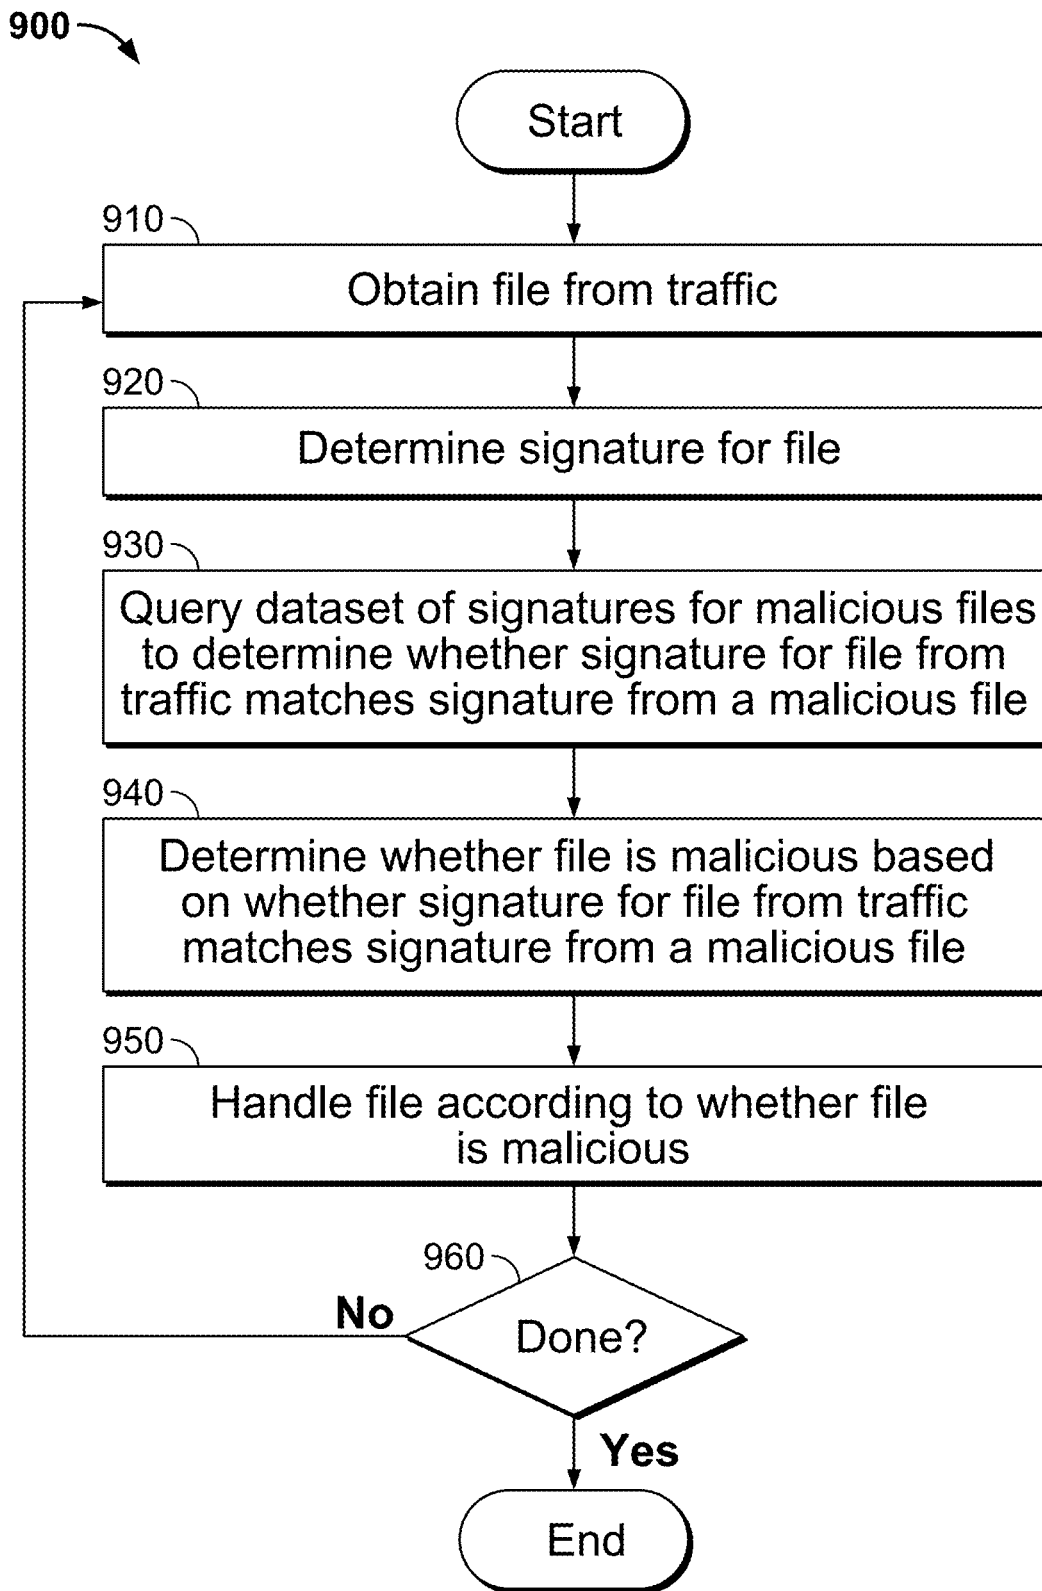 900
Start
910
Obtain file from traffic
920
Determine signature for file
930
Query dataset of signatures for malicious files
to determine whether signature for file from
traffic matches signature from a malicious file
940
Determine whether file is malicious based
on whether signature for file from traffic
matches signature from a malicious file
950
Handle file according to whether file
is malicious
960
No
Done?
Yes
End